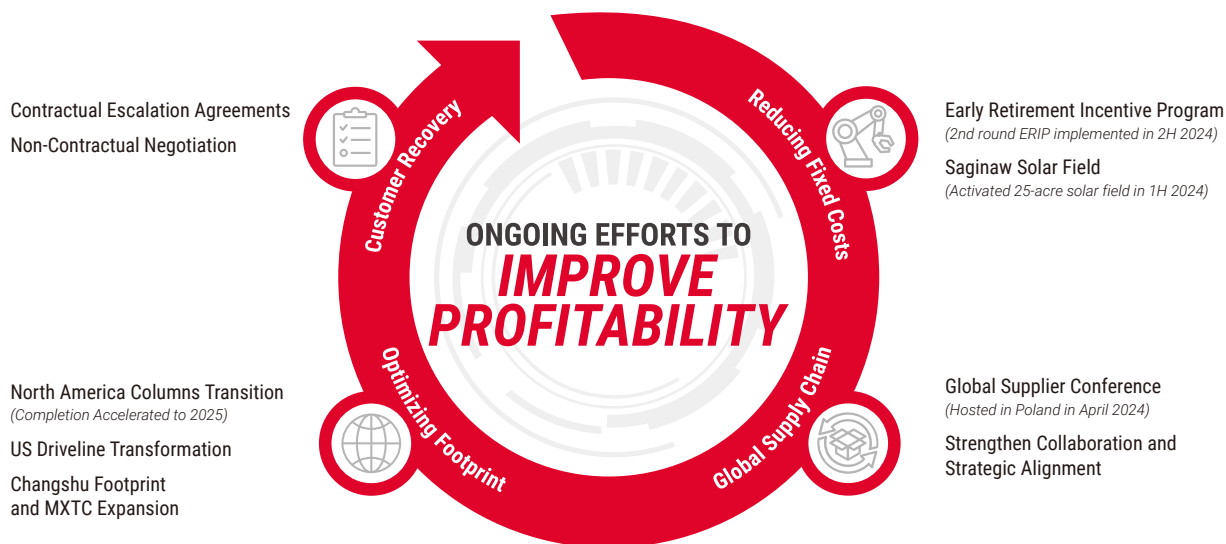 Contractual Escalation Agreements
Non-Contractual Negotiation
Customer Recovery
Reducing Fixed Costs
Early Retirement Incentive Program
(2nd round ERIP implemented in 2H 2024)
Saginaw Solar Field
(Activated 25-acre solar field in 1H 2024)
ONGOING EFFORTS TO
IMPROVE
PROFITABILITY
North America Columns Transition
(Completion Accelerated to 2025)
US Driveline Transformation
Changshu Footprint
and MXTC Expansion
Optimizing Footprint
Global Supply Chain
Global Supplier Conference
(Hosted in Poland in April 2024)
Strengthen Collaboration and
Strategic Alignment